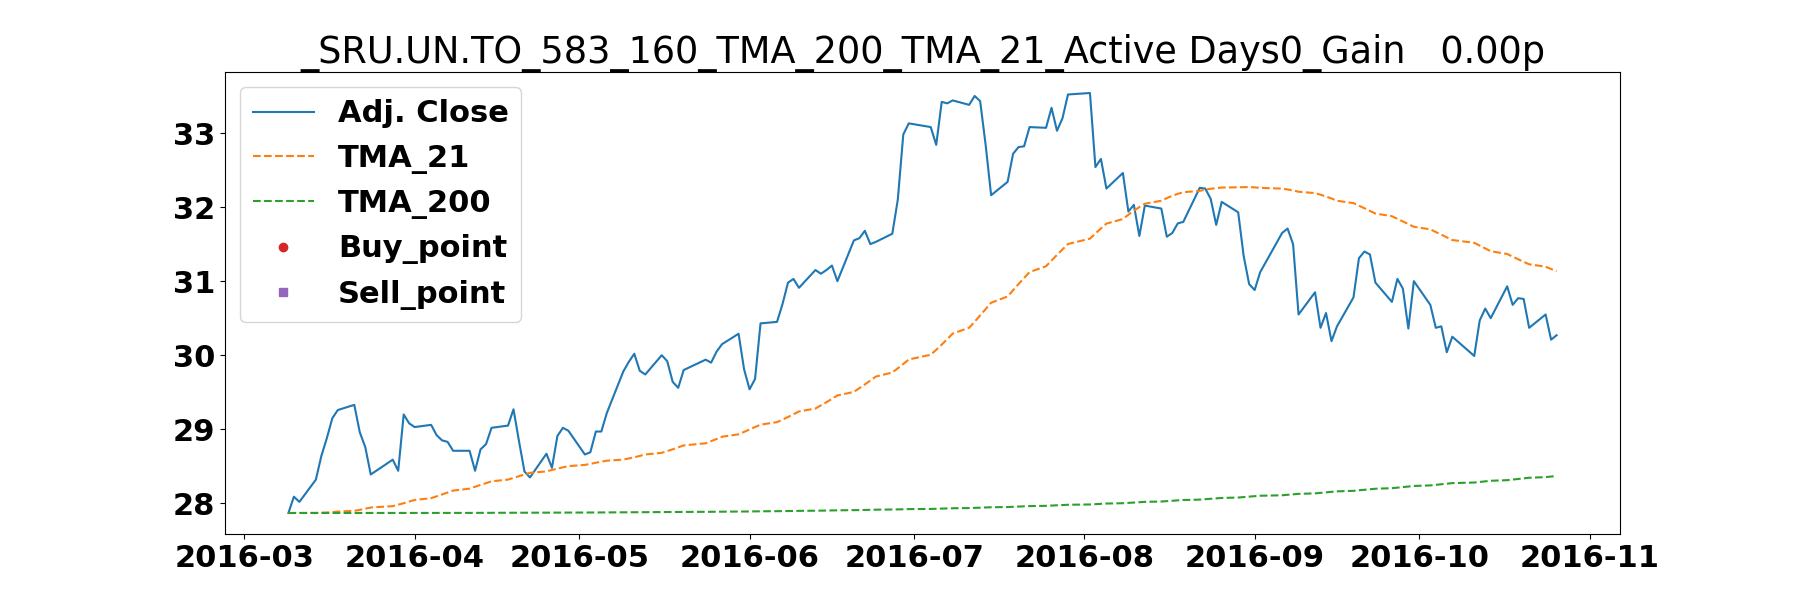 _SRU.UN.TO_583_160_TMA_200_TMA_21_Active Days0_Gain   0.00p
Adj. Close
TMA_21
TMA_200
Buy_point
Sell_point
33
32
31
30
29
28
2016-03 2016-04 2016-05 2016-06 2016-07 2016-08 2016-09 2016-10 2016-11